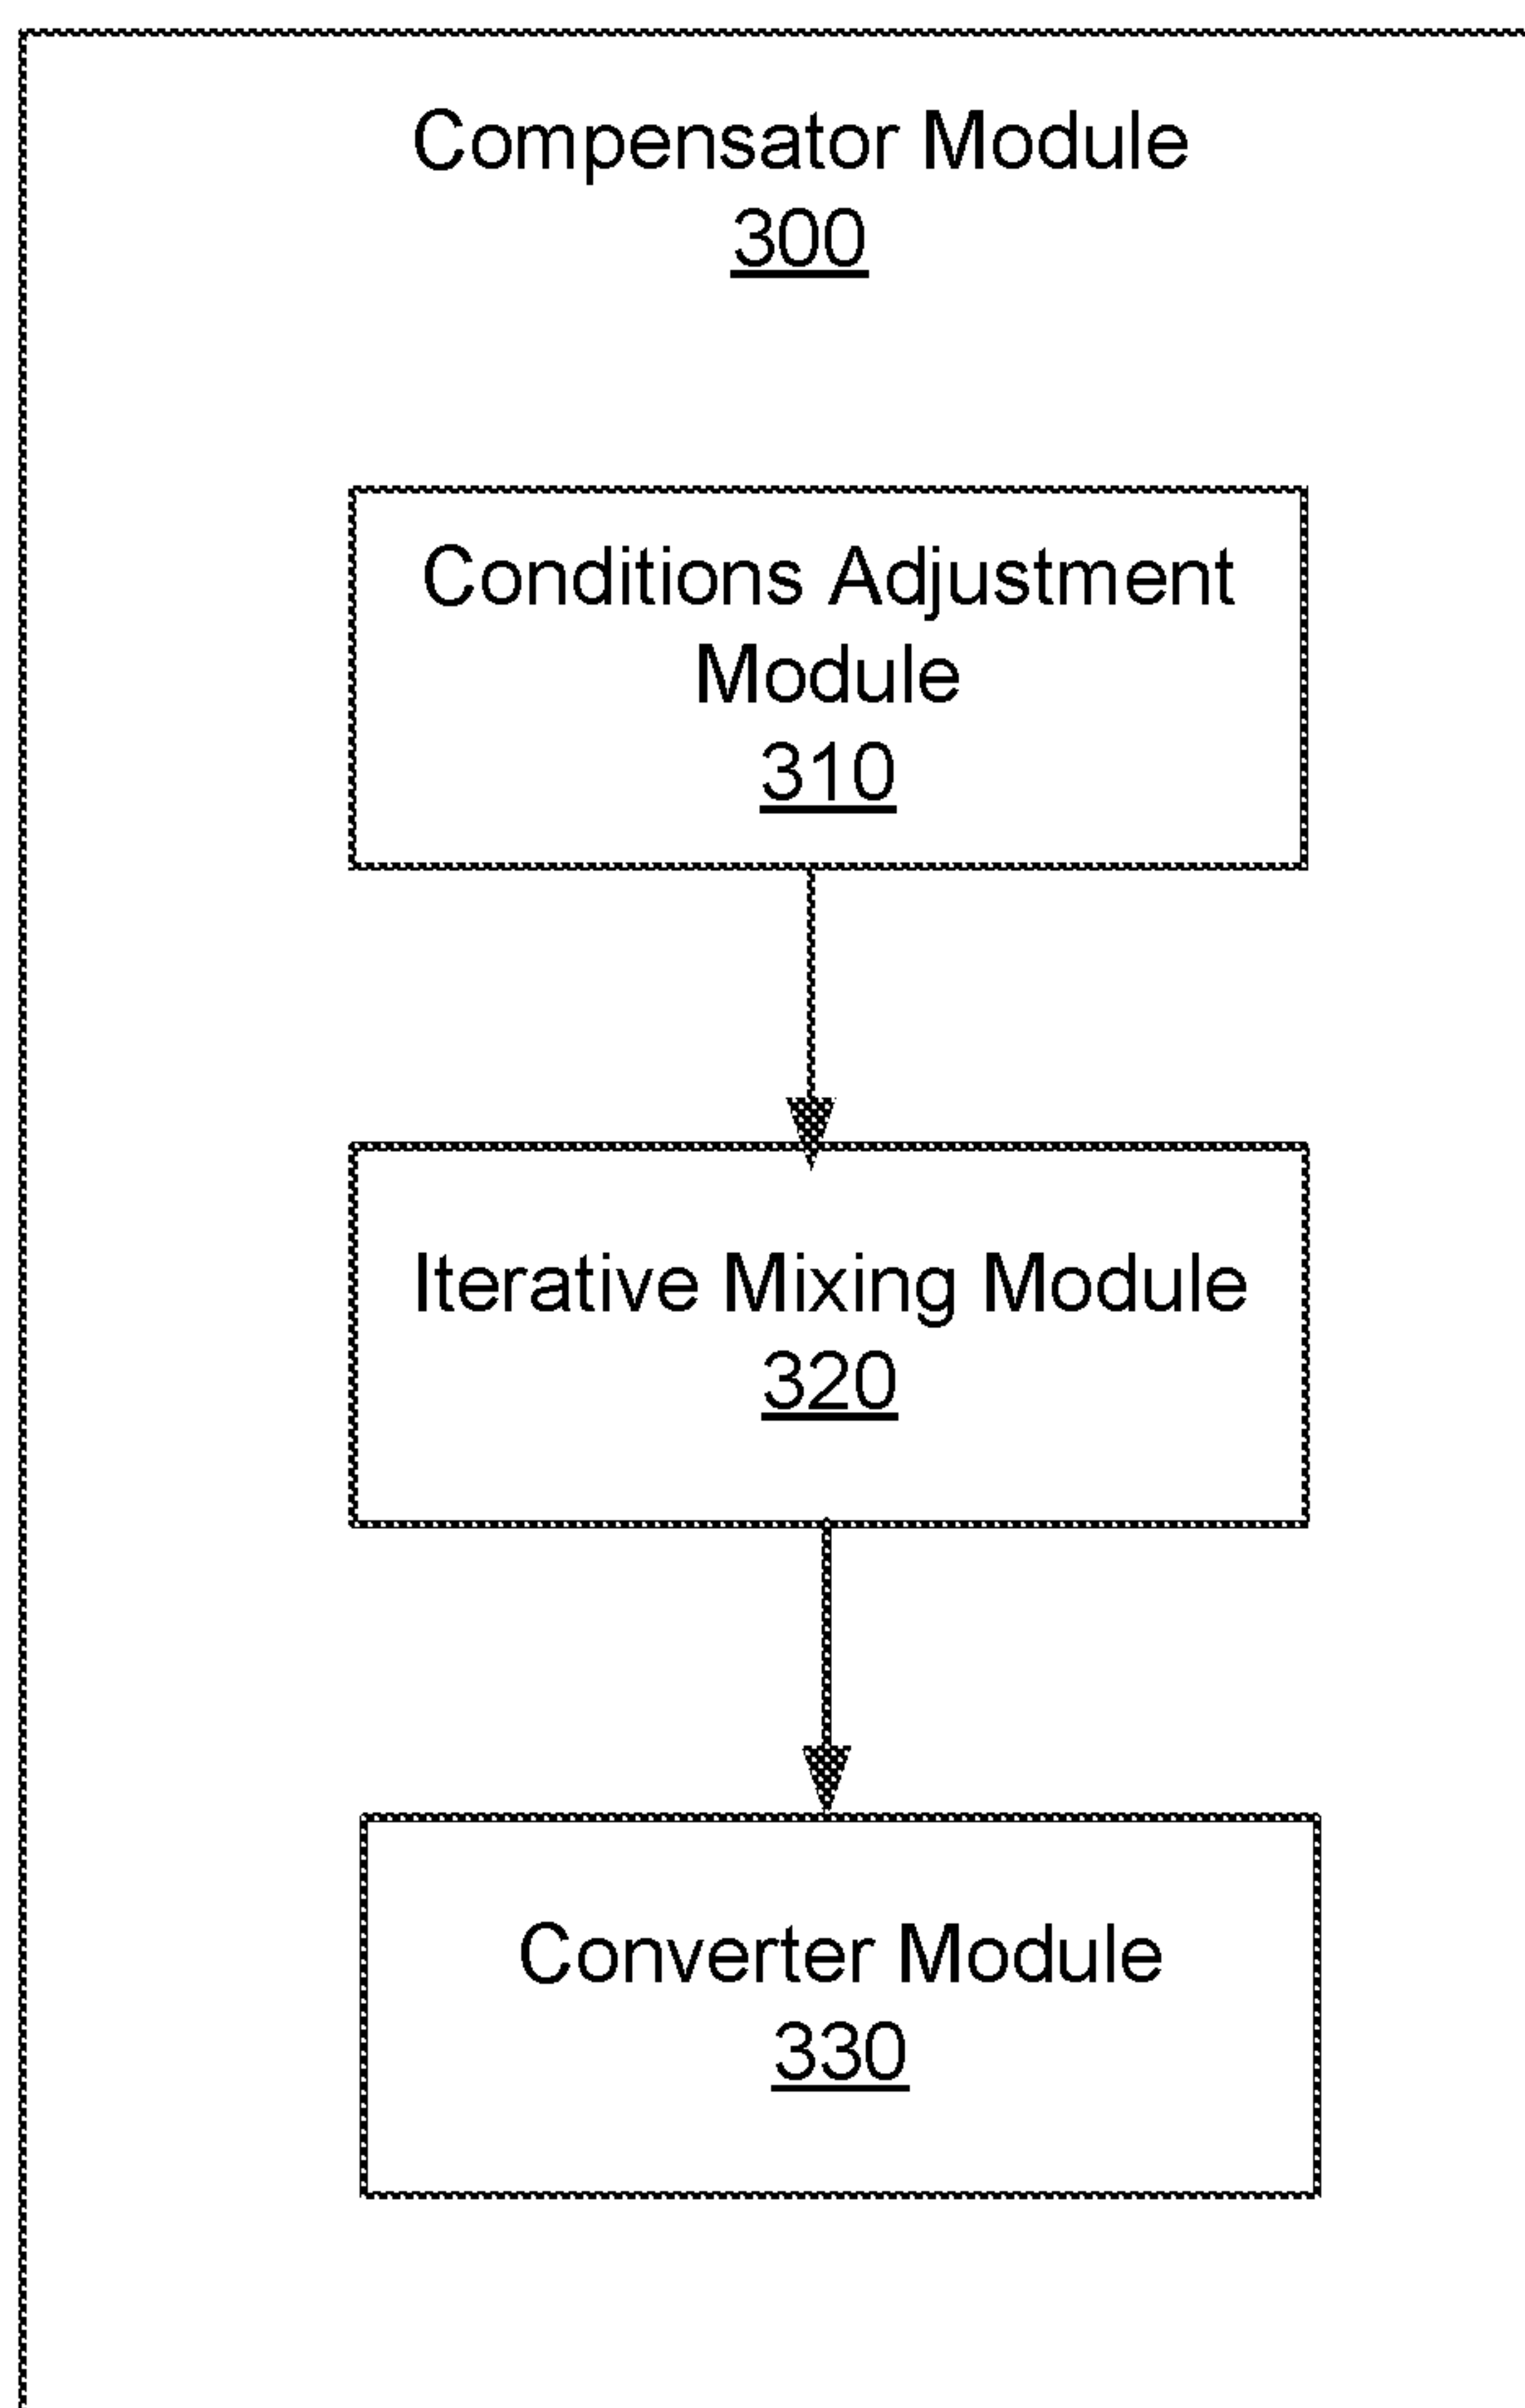 Compensator Module
300
Conditions Adjustment
Module
310
Iterative Mixing Module
320
Converter Module
330